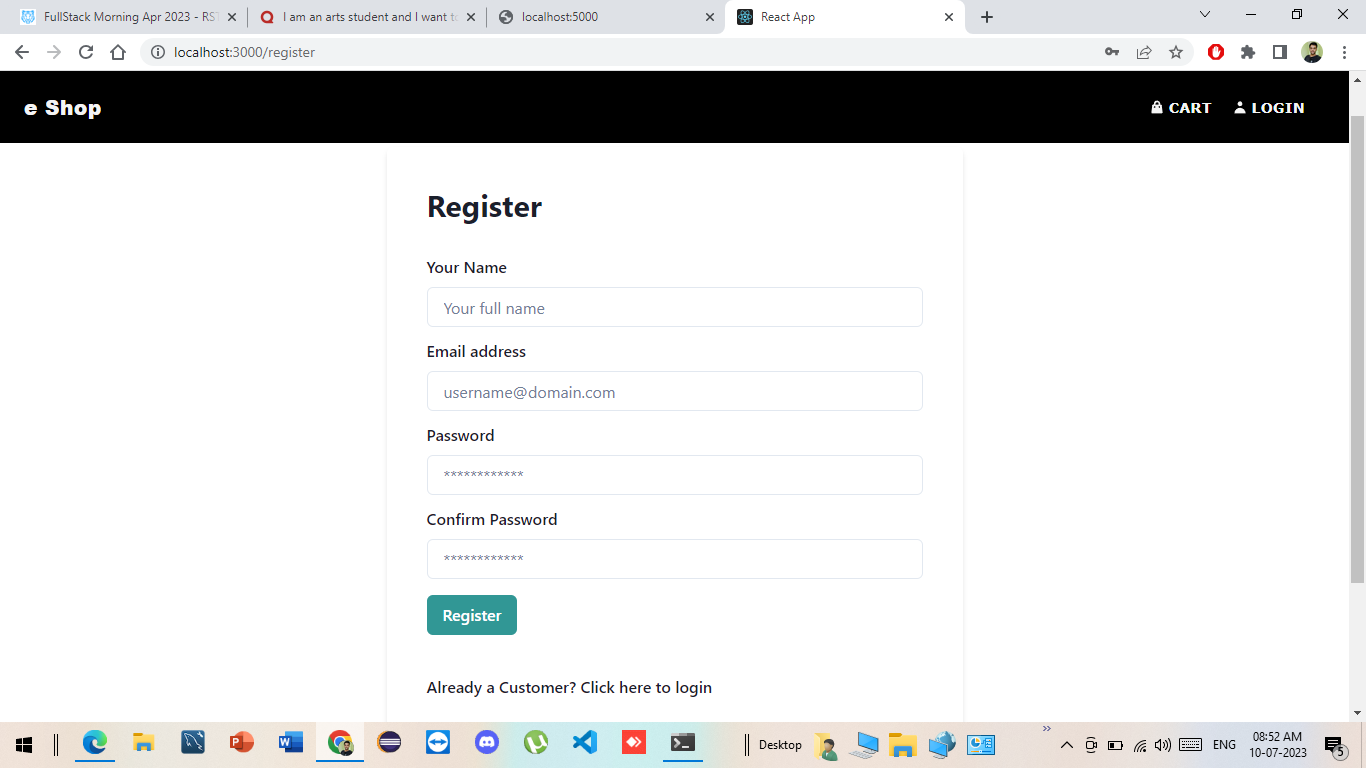 FullStack Morning Apr 2023 - RST
I am an arts student and I want to
localhost:5000
React App
localhost:3000/register
e Shop
CART
LOGIN
Register
Your Name
Your full name
Email address
username@domain.com
Password
************
Confirm Password
************
Register
Already a Customer? Click here to login
Desktop
ENG
08:52 AM
10-07-2023
5